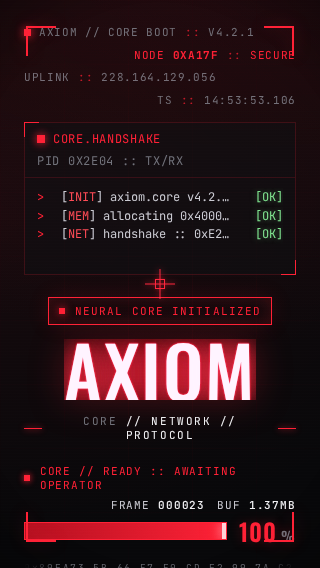 AXIOM // CORE BOOT :: V4.2.1
NODE 0XA17F :: SECURE
UPLINK :: 228.164.129.056
TS :: 14:53:53.106
CORE.HANDSHAKE
PID 0X2E04 :: TX/RX
> [INIT] axiom.core v4.2.… [OK]
> [MEM] allocating 0x4000… [OK]
> [NET] handshake :: 0xE2… [OK]
NEURAL CORE INITIALIZED
AXIOM
CORE // NETWORK //
PROTOCOL
CORE // READY :: AWAITING
OPERATOR
FRAME 000023 BUF 1.37MB
100 %